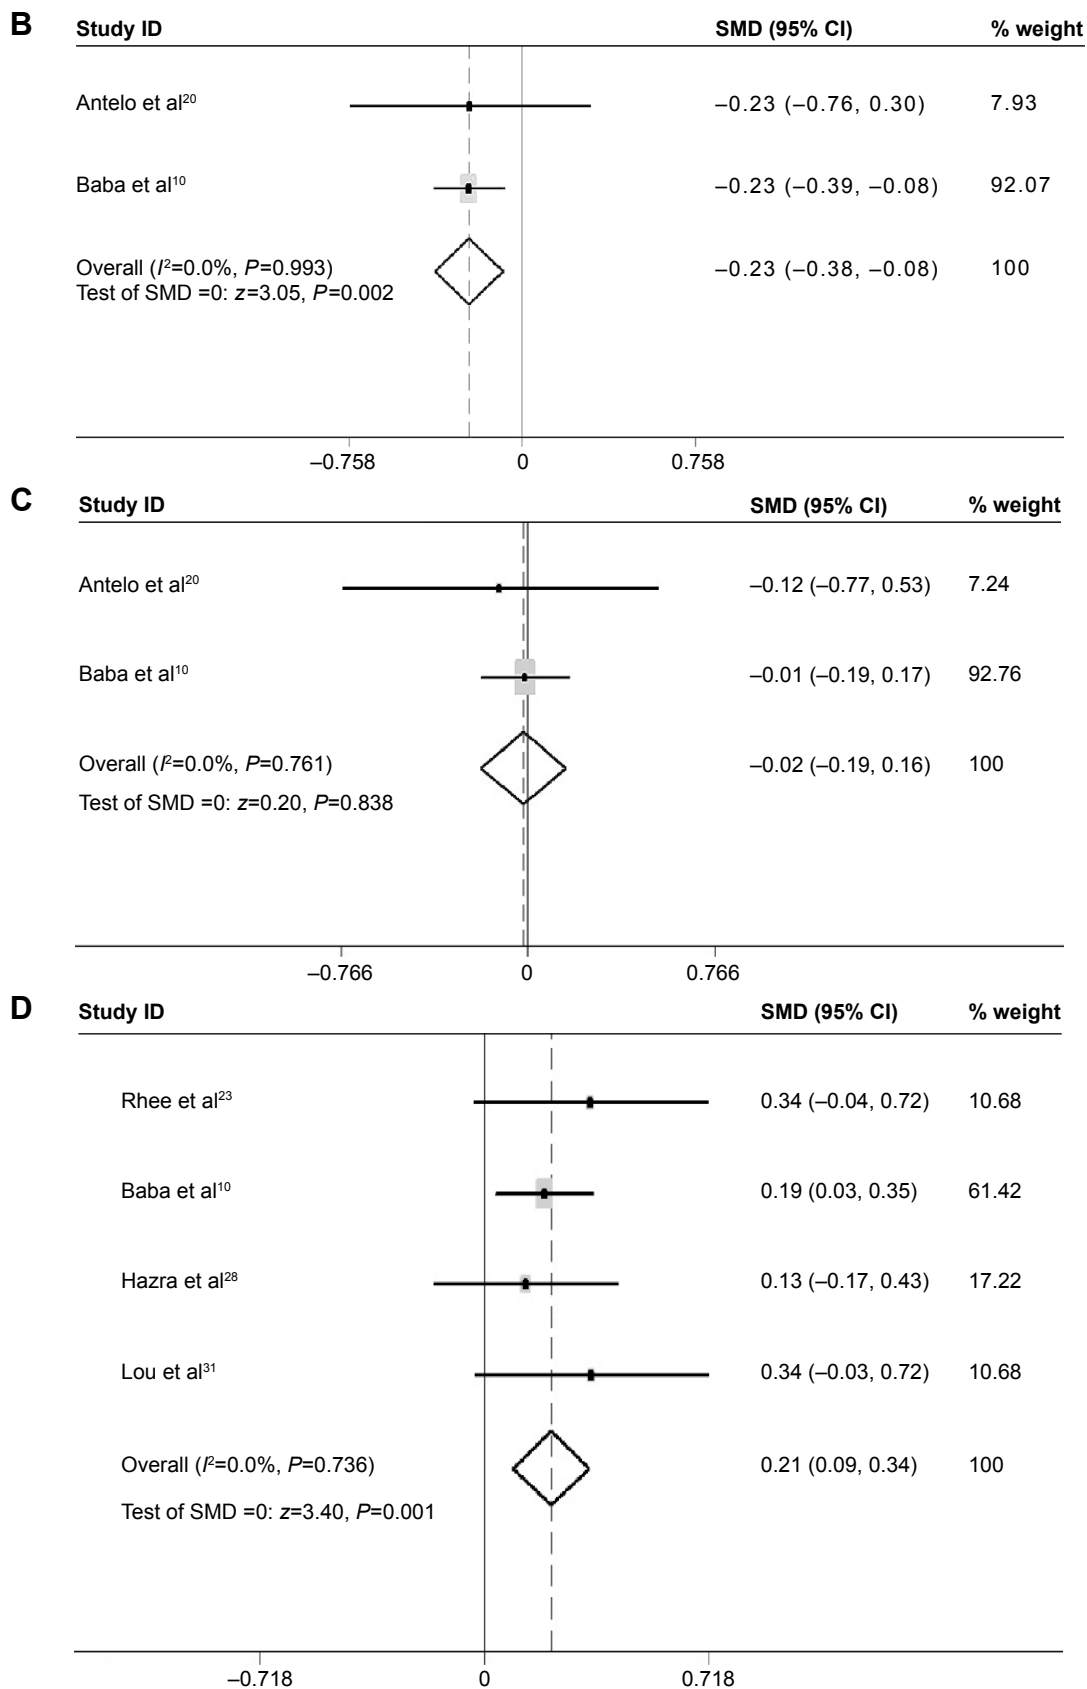 B Study ID SMD (95% CI) % weight
Antelo et al20 –0.23 (–0.76, 0.30) 7.93
Baba et al10 –0.23 (–0.39, –0.08) 92.07
Overall (I2=0.0%, P=0.993) –0.23 (–0.38, –0.08) 100
Test of SMD =0: z=3.05, P=0.002
–0.758 0 0.758
C Study ID SMD (95% CI) % weight
Antelo et al20 –0.12 (–0.77, 0.53) 7.24
Baba et al10 –0.01 (–0.19, 0.17) 92.76
Overall (I2=0.0%, P=0.761) –0.02 (–0.19, 0.16) 100
Test of SMD =0: z=0.20, P=0.838
–0.766 0 0.766
D Study ID SMD (95% CI) % weight
Rhee et al23 0.34 (–0.04, 0.72) 10.68
Baba et al10 0.19 (0.03, 0.35) 61.42
Hazra et al28 0.13 (–0.17, 0.43) 17.22
Lou et al31 0.34 (–0.03, 0.72) 10.68
Overall (I2=0.0%, P=0.736) 0.21 (0.09, 0.34) 100
Test of SMD =0: z=3.40, P=0.001
–0.718 0 0.718